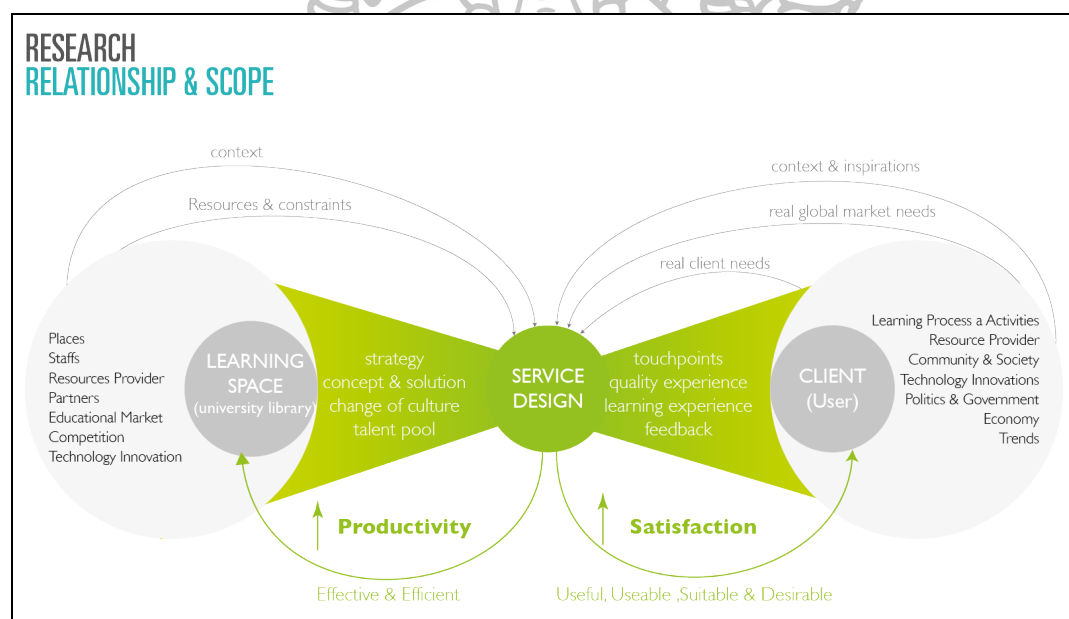 RESEARCH
RELATIONSHIP & SCOPE
context
Resources & constraints
context & inspirations
real global market needs
real client needs
Places
Staffs
Resources Provider
Partners
Educational Market
Competition
Technology Innovation
LEARNING
SPACE
(university library)
strategy
concept & solution
change of culture
talent pool
SERVICE
DESIGN
touchpoints
quality experience
learning experience
feedback
CLIENT
(User)
Learning Process a Activities
Resource Provider
Community & Society
Technology Innovations
Politics & Government
Economy
Trends
Productivity
Satisfaction
Effective & Efficient
Useful, Useable ,Suitable & Desirable